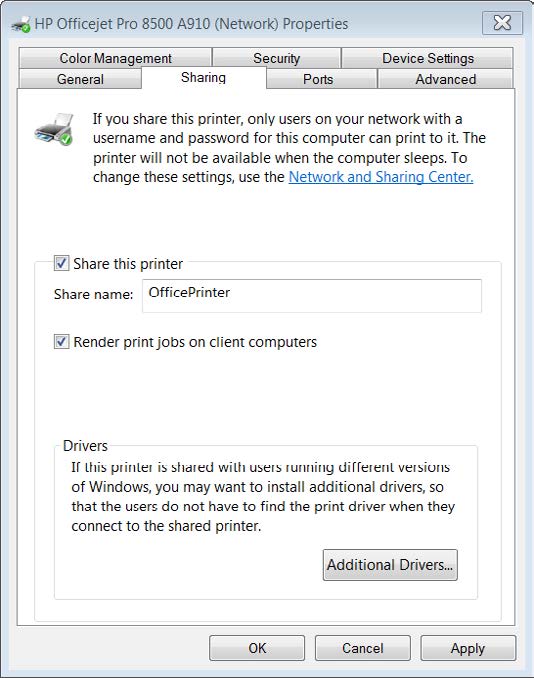 HP Officejet Pro 8500 A910 (Network) Properties
Color Management Security Device Settings
General Sharing Ports Advanced
If you share this printer, only users on your network with a
username and password for this computer can print to it. The
printer will not be available when the computer sleeps. To
change these settings, use the Network and Sharing Center.
Share this printer
Share name: OfficePrinter
Render print jobs on client computers
Drivers
If this printer is shared with users running different versions
of Windows, you may want to install additional drivers, so
that the users do not have to find the print driver when they
connect to the shared printer.
Additional Drivers...
OK Cancel Apply